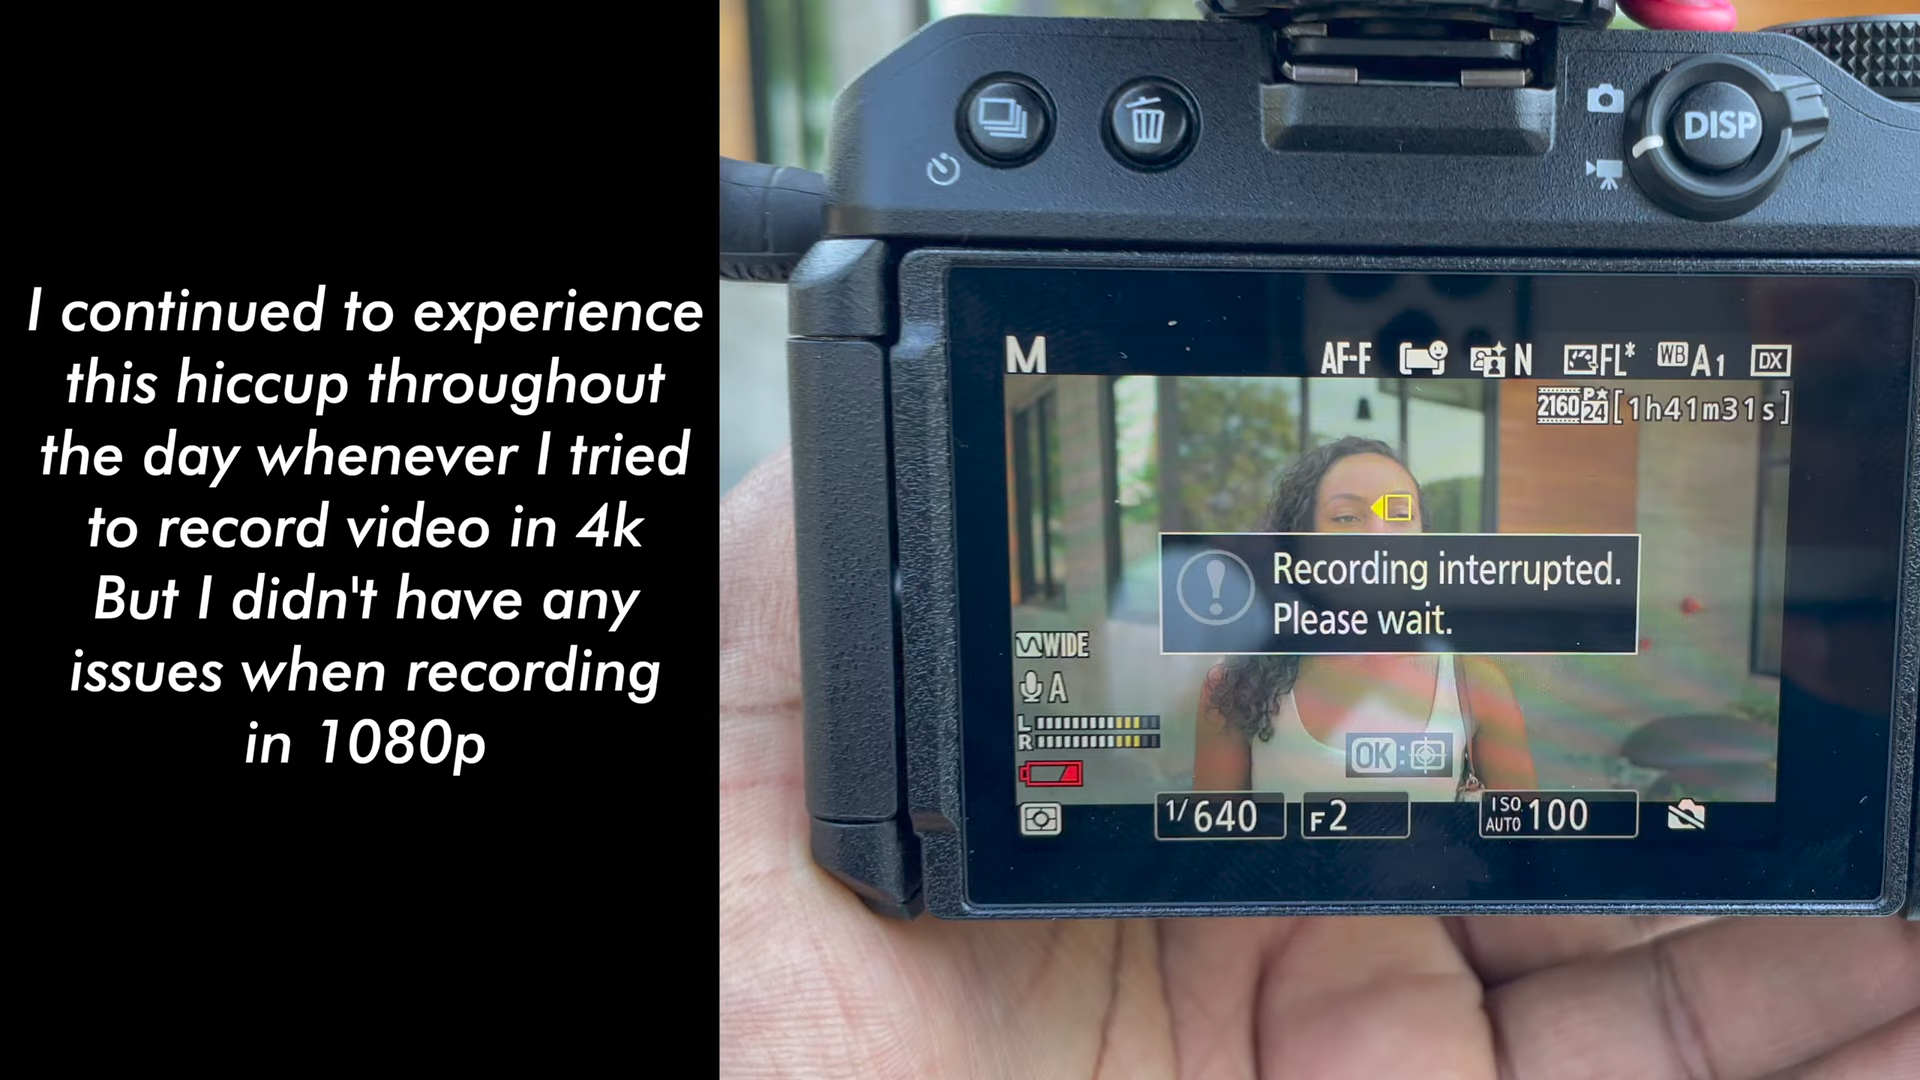 I continued to experience
this hiccup throughout
the day whenever I tried
to record video in 4k
But I didn't have any
issues when recording
in 1080p
DISP
M AF-F N FL* WB A1 DX
2160 P★ 24 [1h41m31s]
Recording interrupted.
Please wait.
WIDE
A
L
R
OK:
1/640 F2 ISO AUTO 100